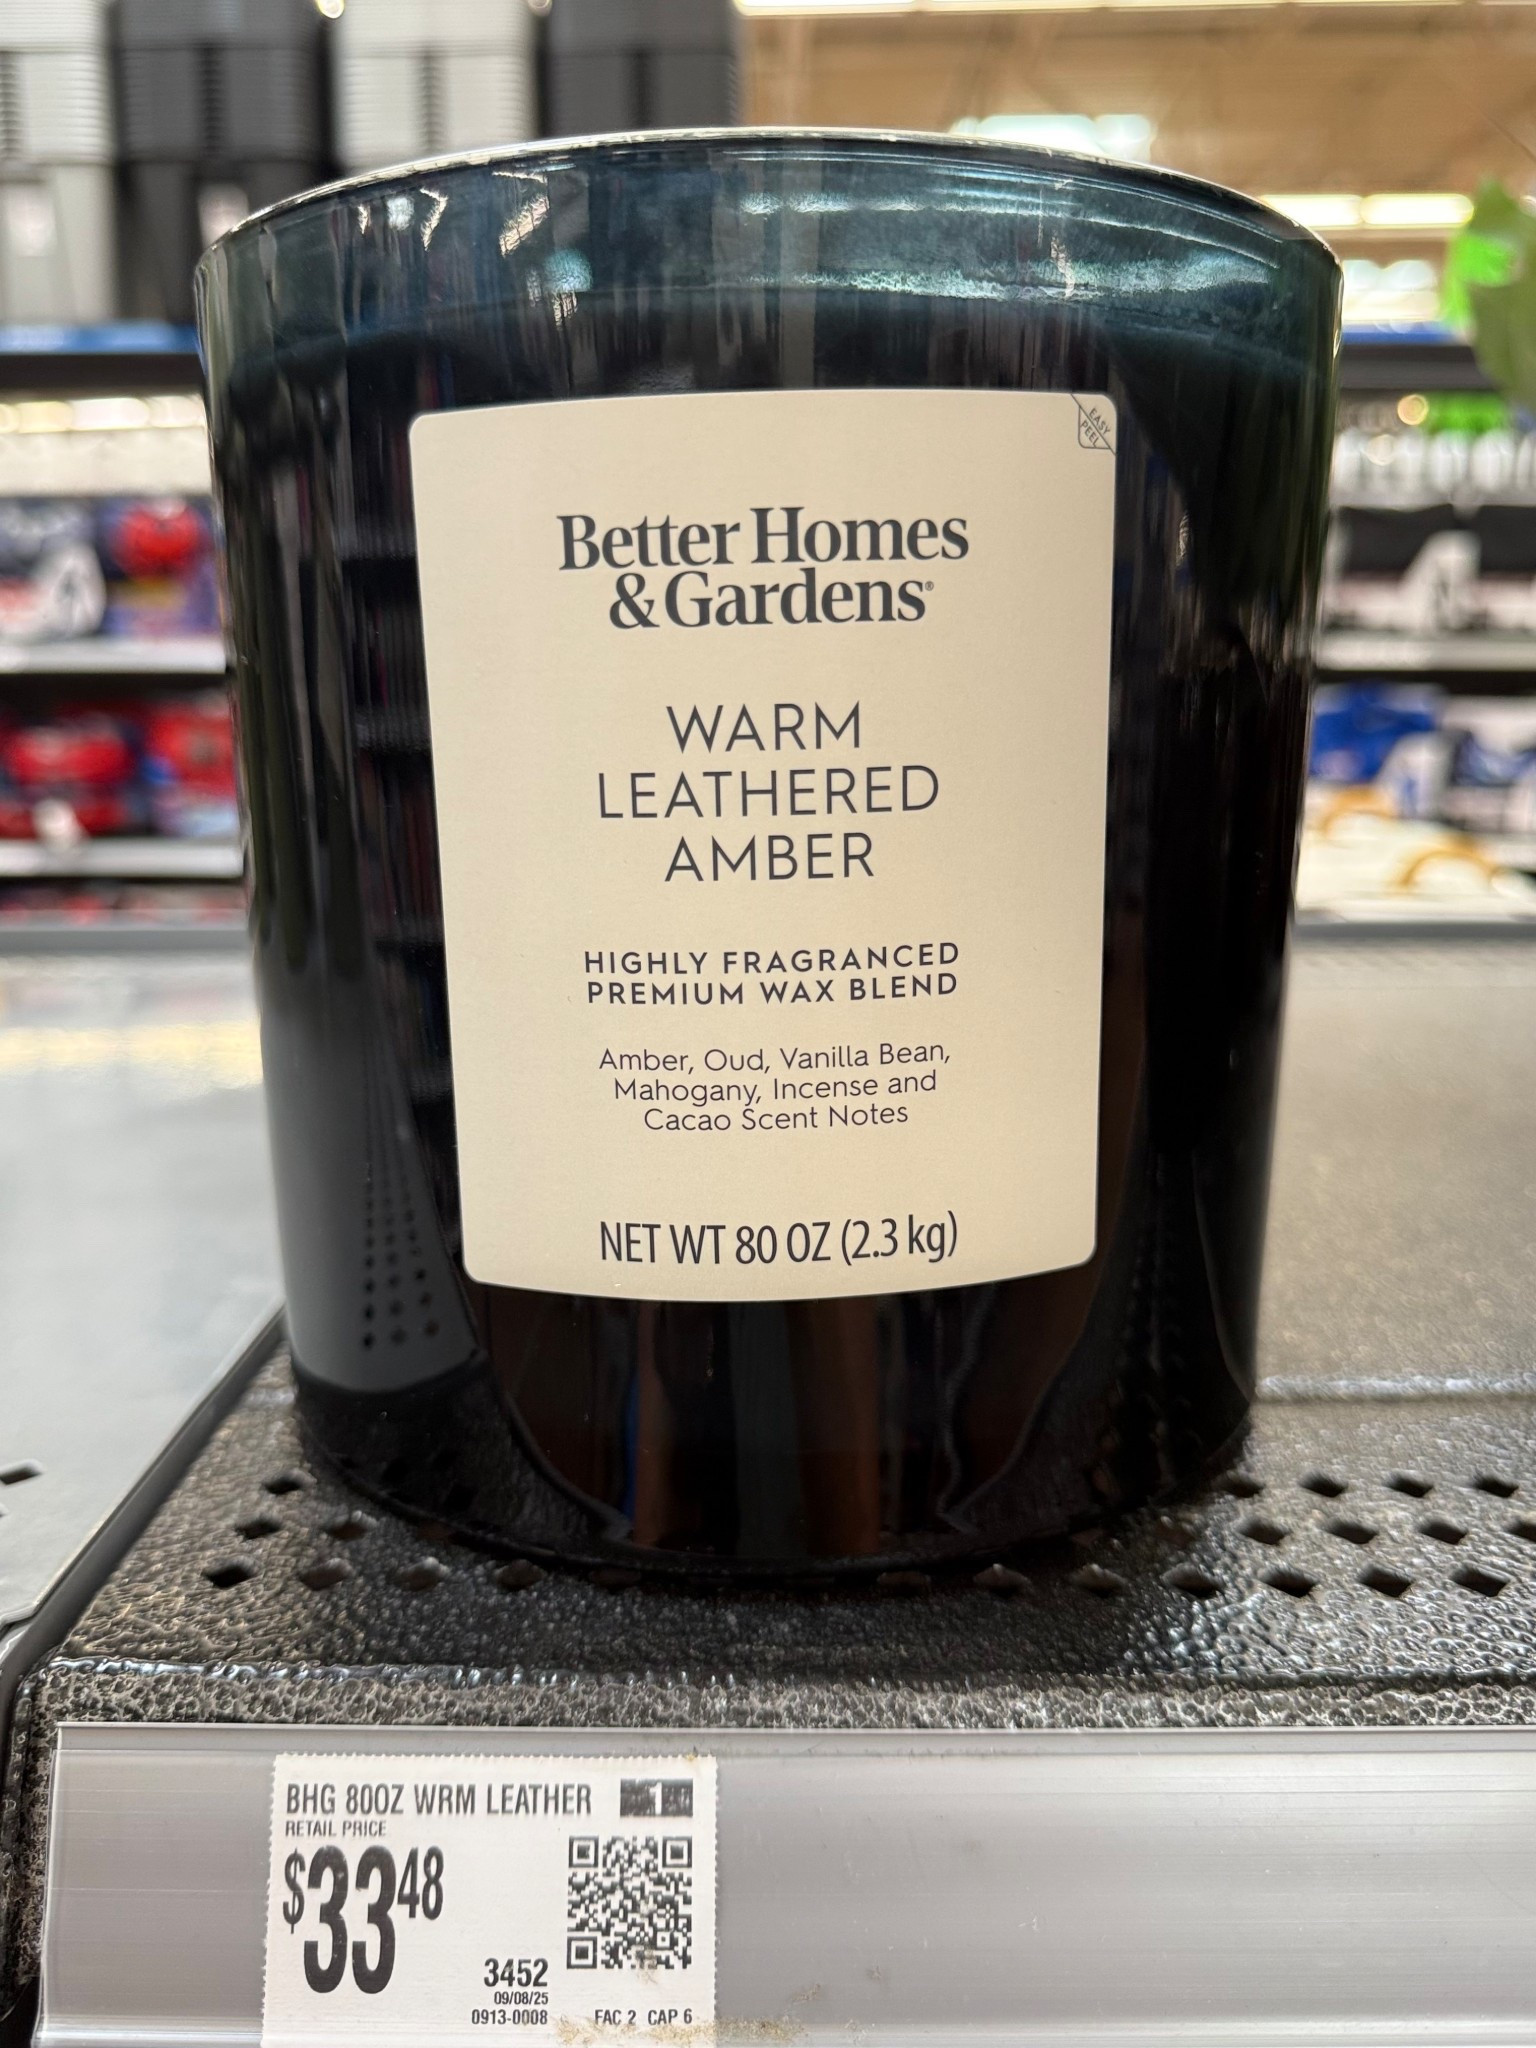 EASY
PEEL
Better Homes
& Gardens®
WARM
LEATHERED
AMBER
HIGHLY FRAGRANCED
PREMIUM WAX BLEND
Amber, Oud, Vanilla Bean,
Mahogany, Incense and
Cacao Scent Notes
NET WT 80 OZ (2.3 kg)
BHG 80OZ WRM LEATHER 1
RETAIL PRICE
$33 48
3452
09/08/25
0913-0008 FAC 2 CAP 6